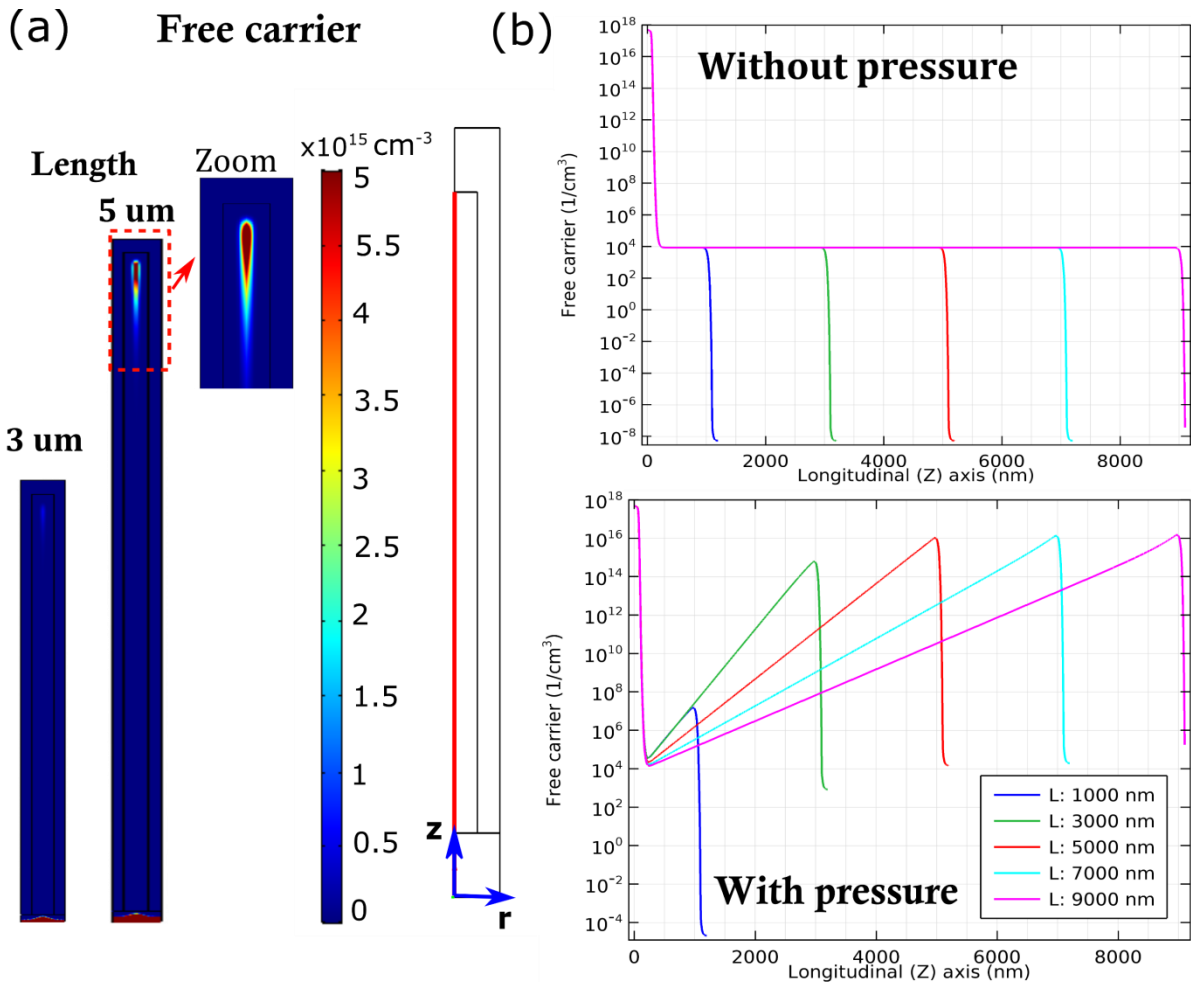 (a) Free carrier
Length
3 um
5 um
Zoom
x10^15 cm^-3
5
5.5
4
3.5
3
2.5
2
1.5
1
0.5
0
z
r
(b)
Without pressure
Free carrier (1/cm^3)
10^18
10^16
10^14
10^12
10^10
10^8
10^6
10^4
10^2
10^0
10^-2
10^-4
10^-6
10^-8
0 2000 4000 6000 8000
Longitudinal (Z) axis (nm)
With pressure
Free carrier (1/cm^3)
10^18
10^16
10^14
10^12
10^10
10^8
10^6
10^4
10^2
10^0
10^-2
10^-4
L: 1000 nm
L: 3000 nm
L: 5000 nm
L: 7000 nm
L: 9000 nm
0 2000 4000 6000 8000
Longitudinal (Z) axis (nm)